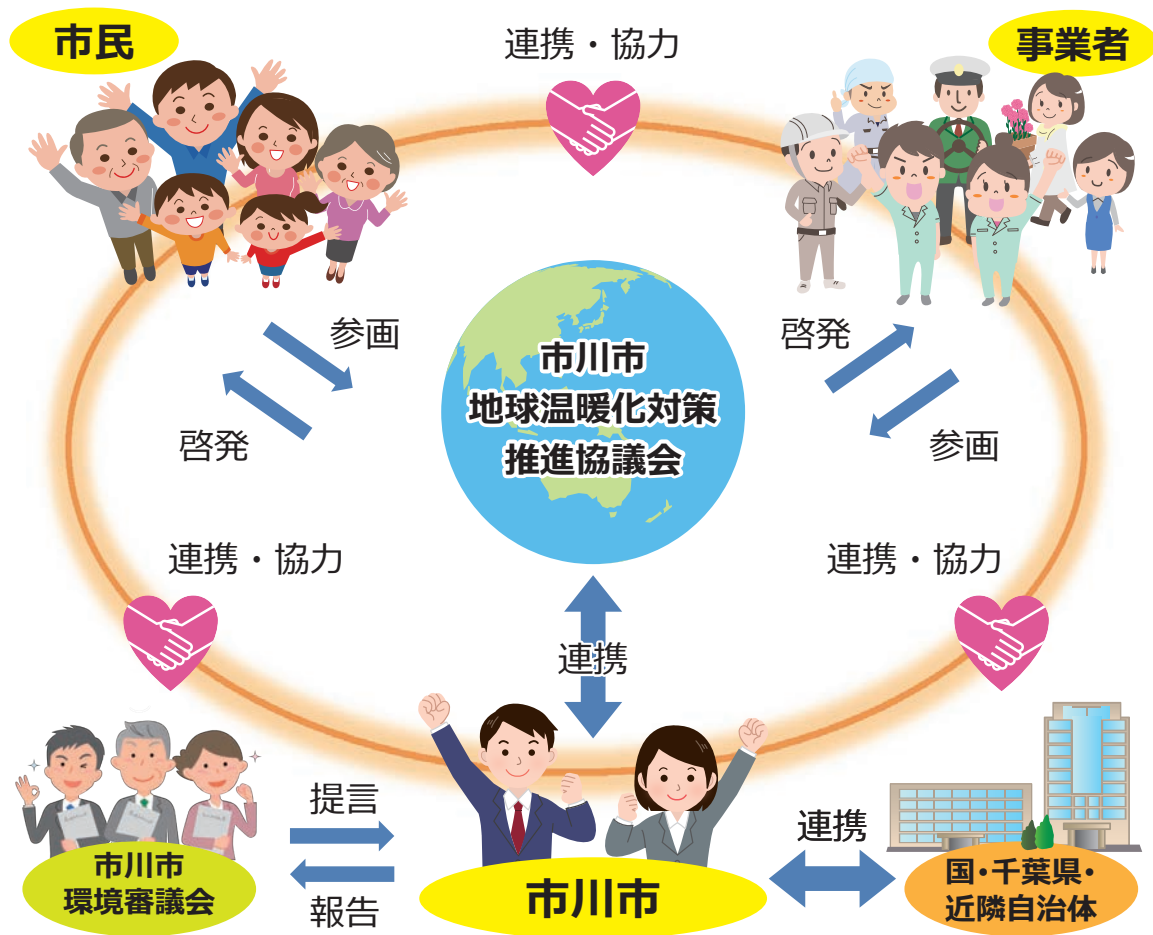 市民
連携・協力
事業者
参画
啓発
啓発
参画
市川市
地球温暖化対策
推進協議会
連携・協力
連携・協力
連携
提言
報告
連携
市川市
環境審議会
市川市
国・千葉県・
近隣自治体